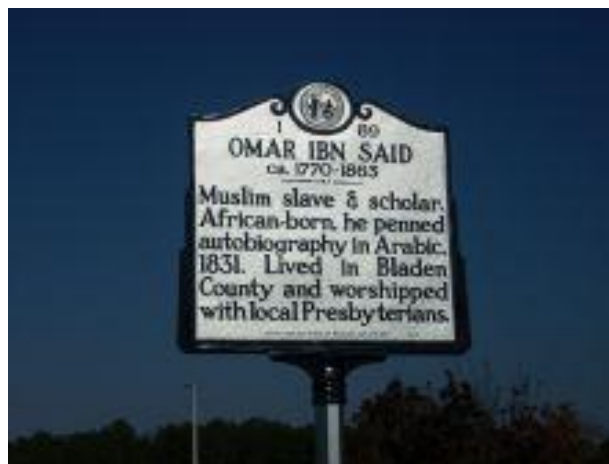 I 89
OMAR IBN SAID
ca. 1770-1863
Muslim slave & scholar.
African-born, he penned
autobiography in Arabic,
1831. Lived in Bladen
County and worshipped
with local Presbyterians.